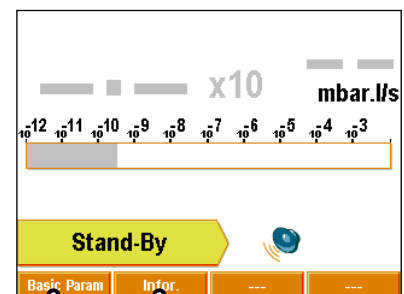 -- . -- x10 -- --
mbar.l/s
10-12 10-11 10-10 10-9 10-8 10-7 10-6 10-5 10-4 10-3
Stand-By
Basic Param Infor. --- ---